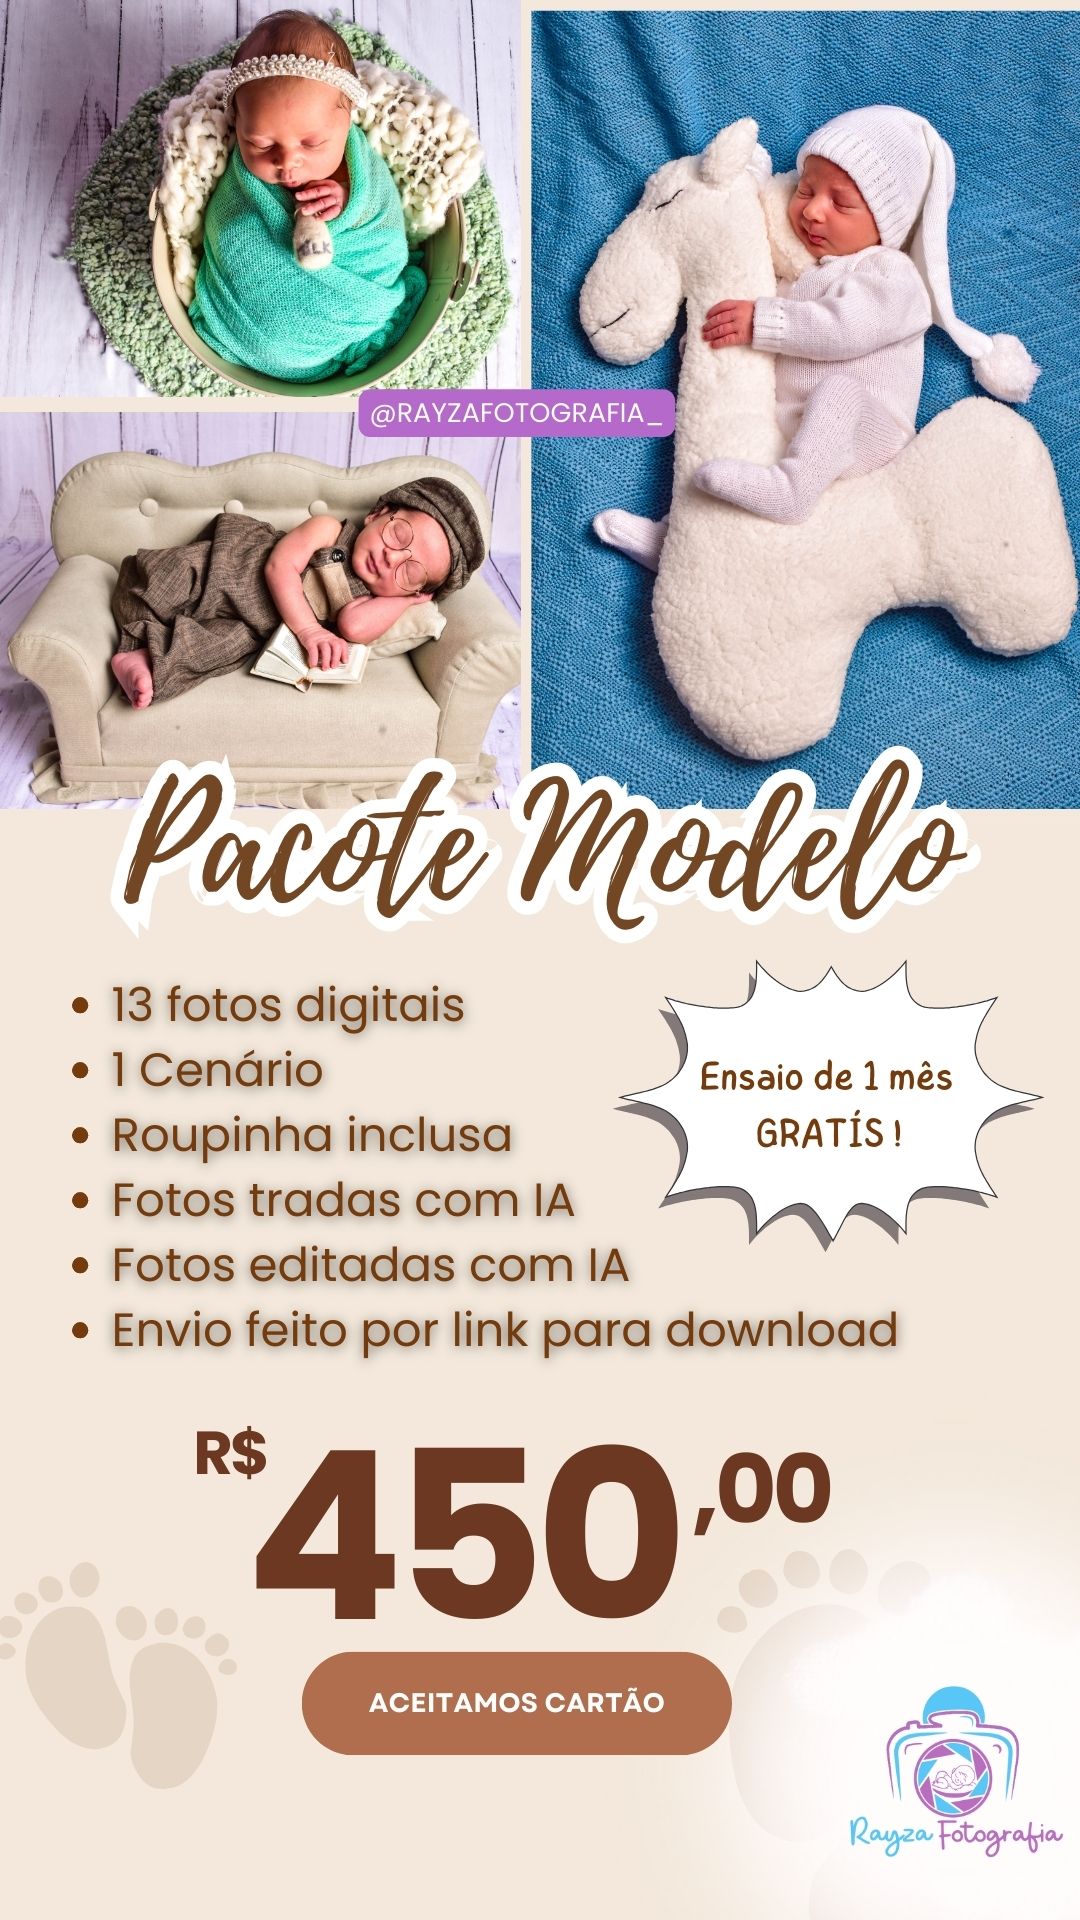 @RAYZAFOTOGRAFIA_
Pacote Modelo
• 13 fotos digitais
• 1 Cenário
• Roupinha inclusa
• Fotos tradas com IA
• Fotos editadas com IA
• Envio feito por link para download
Ensaio de 1 mês
GRATÍS !
R$ 450,00
ACEITAMOS CARTÃO
Rayza Fotografia